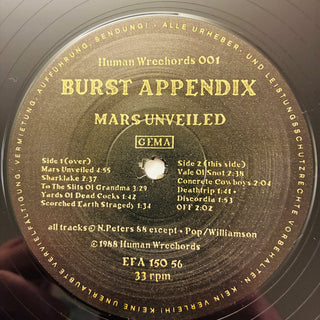 ALLE URHEBER- UND LEISTUNGSSCHUTZRECHTE VORBEHALTEN · KEIN VERLEIH! KEINE UNERLAUBTE VERVIELFÄLTIGUNG, VERMIETUNG, AUFFÜHRUNG, SENDUNG! ·
Human Wrechords 001
BURST APPENDIX
MARS UNVEILED
GEMA
Side 1(over)
Mars Unveiled 4:55
Sharklake 2:37
To The Slits Of Grandma 3:29
Yards Of Dead Cocks 1:42
Scorched Earth Stragedy 1:34
Side 2(this side)
Vale Of Snot 2:38
Concrete Cowboys 2:04
Deathtrip 1:41·
Discordia 1:53
OFF 2:02
all tracks © N.Peters 88 except · Pop/Williamson
© 1988 Human Wrechords
EFA 150 56
33 rpm